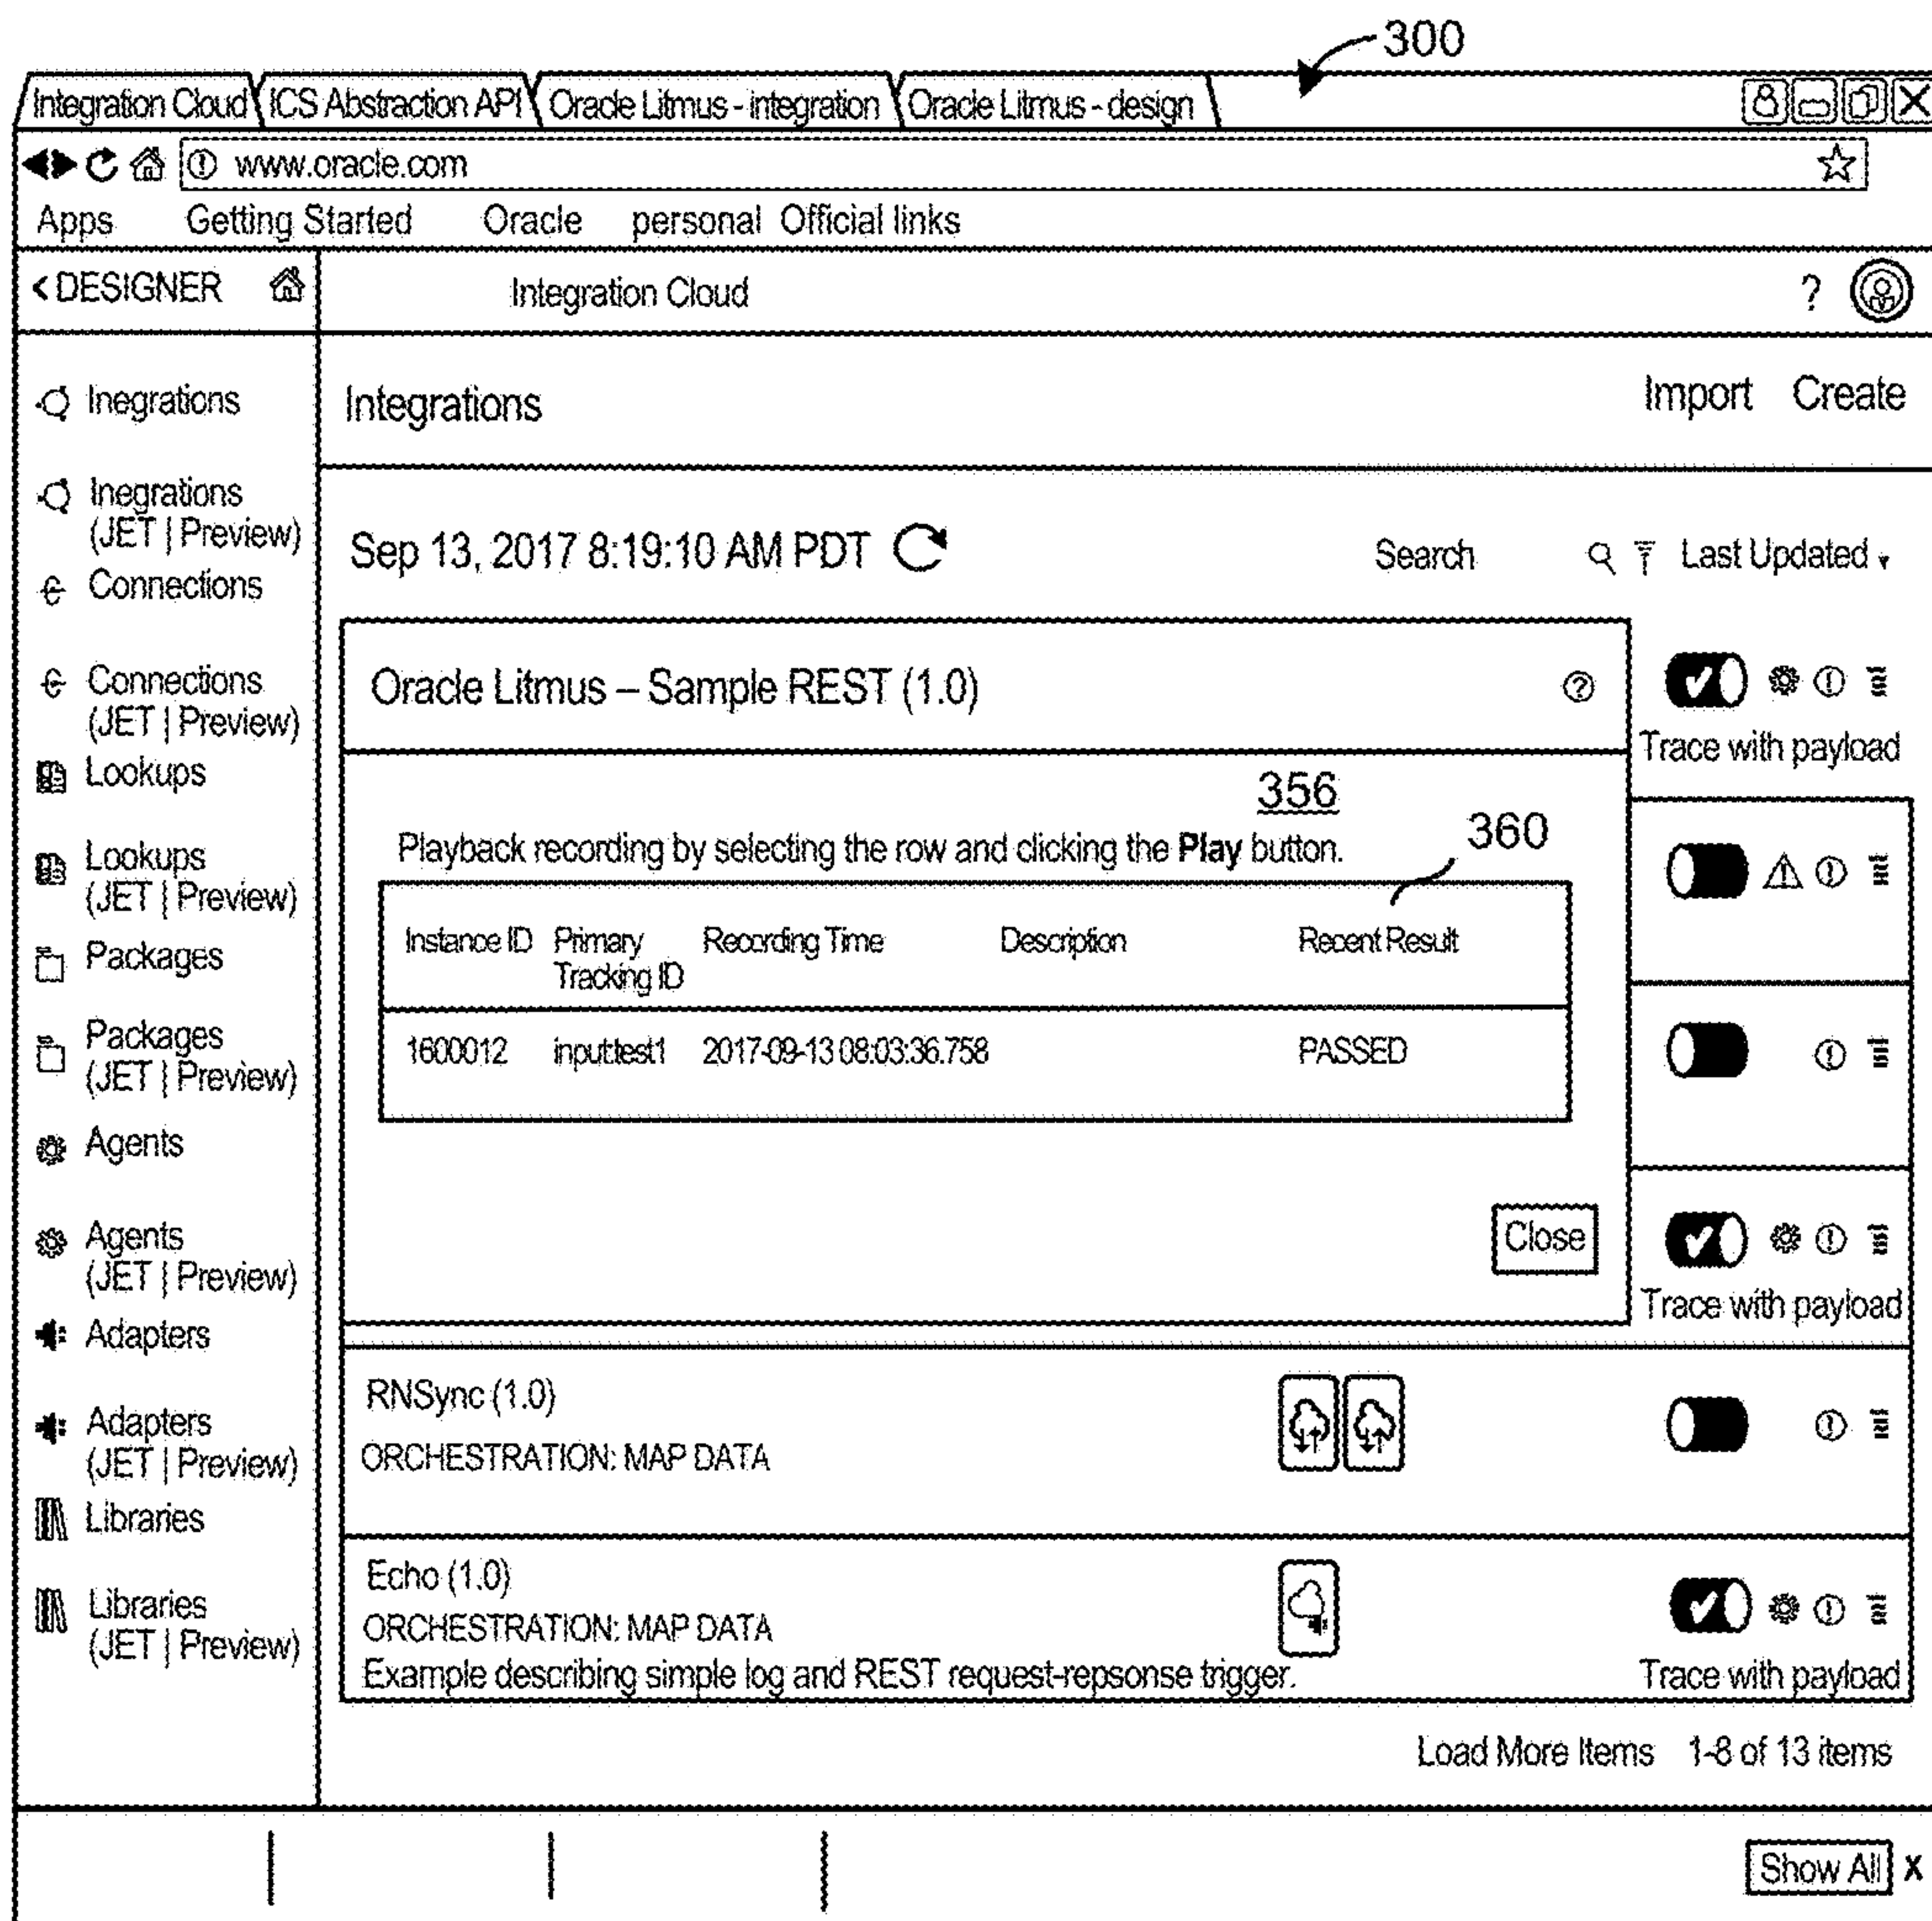 300
Integration Cloud ICS Abstraction API Oracle Litmus - integration Oracle Litmus - design
www.oracle.com
Apps Getting Started Oracle personal Official links
< DESIGNER Integration Cloud ?
Inegrations
Inegrations
(JET | Preview)
Connections
Connections
(JET | Preview)
Lookups
Lookups
(JET | Preview)
Packages
Packages
(JET | Preview)
Agents
Agents
(JET | Preview)
Adapters
Adapters
(JET | Preview)
Libraries
Libraries
(JET | Preview)
Integrations Import Create
Sep 13, 2017 8:19:10 AM PDT Search Last Updated
Oracle Litmus – Sample REST (1.0)
Trace with payload
356
360
Playback recording by selecting the row and clicking the Play button.
Instance ID Primary Recording Time Description Recent Result
Tracking ID
1600012 input:test1 2017-09-13 08:03:36.758 PASSED
Close
Trace with payload
RNSync (1.0)
ORCHESTRATION: MAP DATA
Echo (1.0)
ORCHESTRATION: MAP DATA
Example describing simple log and REST request-repsonse trigger. Trace with payload
Load More Items 1-8 of 13 items
Show All x